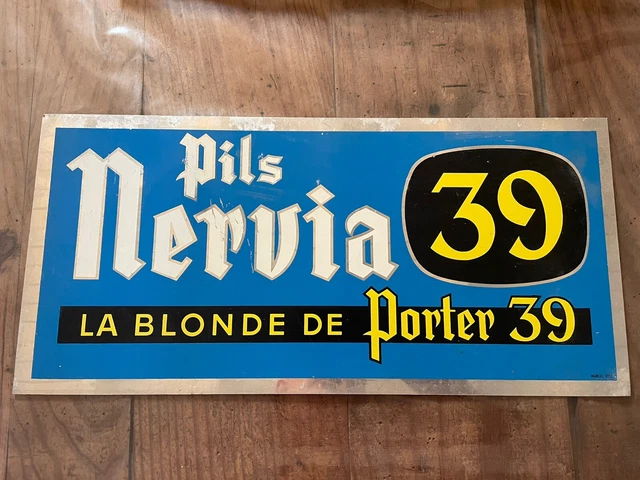 Pils
Nervia
39
LA BLONDE DE Porter 39